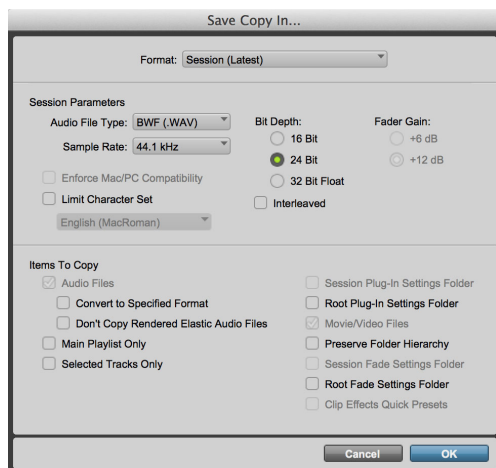 Save Copy In...
Format: Session (Latest)
Session Parameters
Audio File Type: BWF (.WAV)
Sample Rate: 44.1 kHz
Enforce Mac/PC Compatibility
Limit Character Set
English (MacRoman)
Bit Depth:
16 Bit
24 Bit
32 Bit Float
Interleaved
Fader Gain:
+6 dB
+12 dB
Items To Copy
Audio Files
Convert to Specified Format
Don't Copy Rendered Elastic Audio Files
Main Playlist Only
Selected Tracks Only
Session Plug-In Settings Folder
Root Plug-In Settings Folder
Movie/Video Files
Preserve Folder Hierarchy
Session Fade Settings Folder
Root Fade Settings Folder
Clip Effects Quick Presets
Cancel
OK